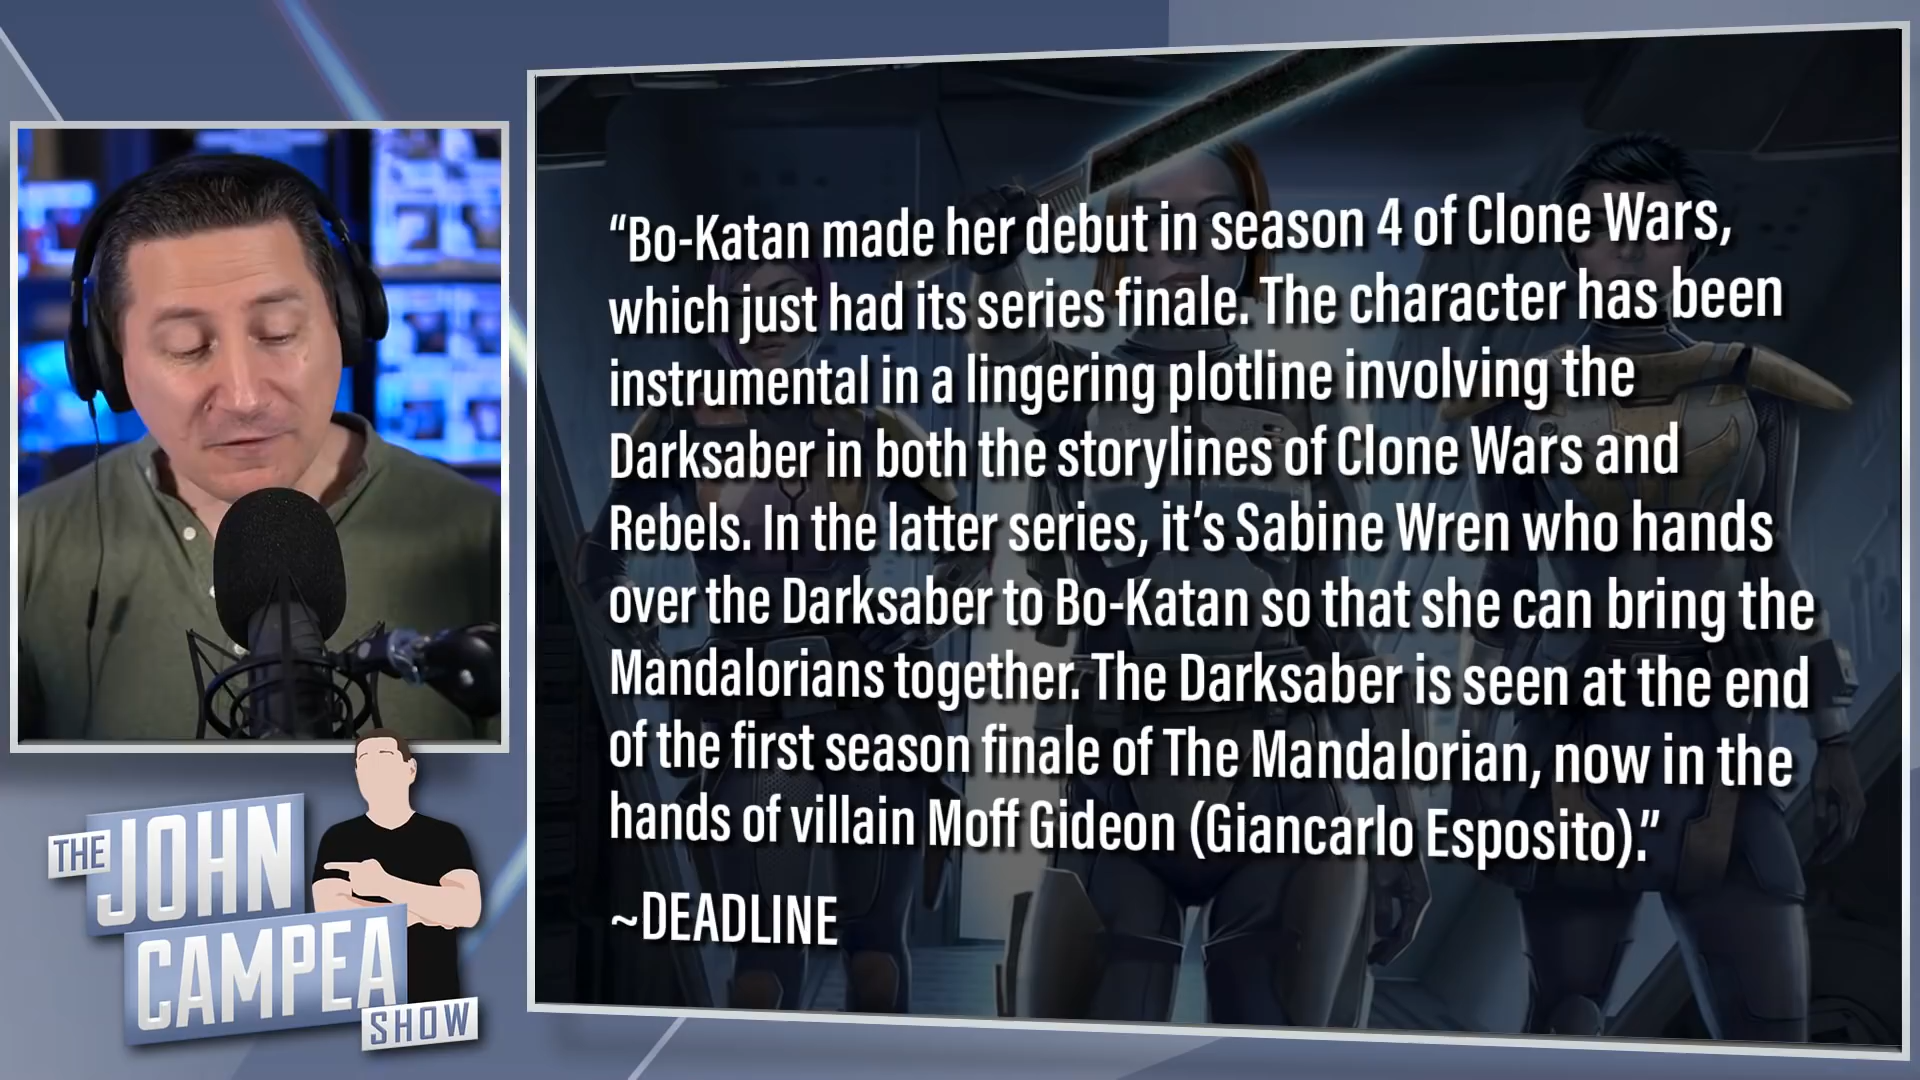 “Bo-Katan made her debut in season 4 of Clone Wars,
which just had its series finale. The character has been
instrumental in a lingering plotline involving the
Darksaber in both the storylines of Clone Wars and
Rebels. In the latter series, it’s Sabine Wren who hands
over the Darksaber to Bo-Katan so that she can bring the
Mandalorians together. The Darksaber is seen at the end
of the first season finale of The Mandalorian, now in the
hands of villain Moff Gideon (Giancarlo Esposito).”
~DEADLINE
THE
JOHN
CAMPEA
SHOW